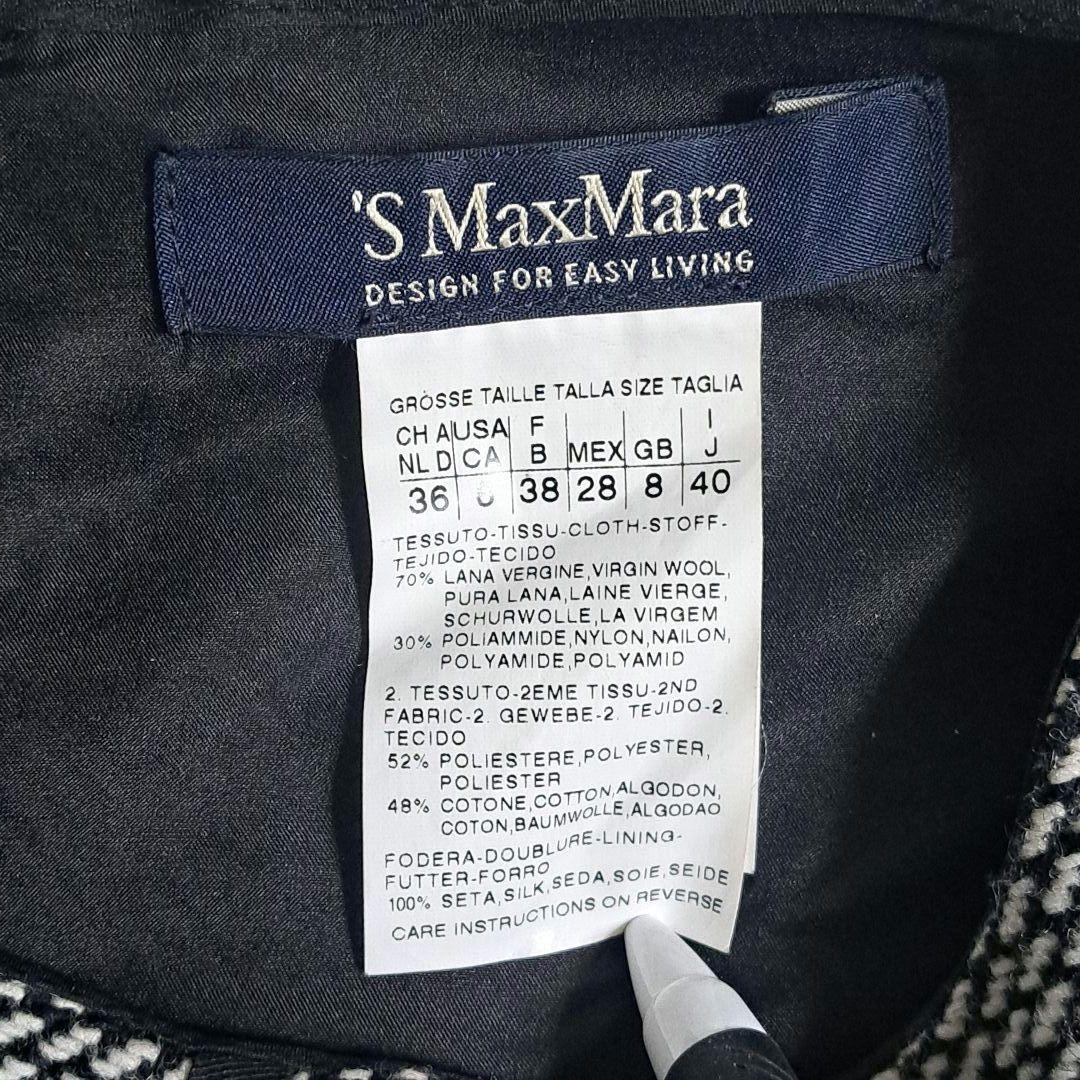 'S MaxMara
DESIGN FOR EASY LIVING
GRÖSSE TAILLE TALLA SIZE TAGLIA
CH A USA F MEX GB I
NL D CA B J
36 38 28 8 40
TESSUTO-TISSU-CLOTH-STOFF-
TEJIDO-TECIDO
70% LANA VERGINE,VIRGIN WOOL,
PURA LANA,LAINE VIERGE,
SCHURWOLLE,LA VIRGEM
30% POLIAMMIDE,NYLON,NAILON,
POLYAMIDE,POLYAMID
2. TESSUTO-2EME TISSU-2ND
FABRIC-2. GEWEBE-2. TEJIDO-2.
TECIDO
52% POLIESTERE,POLYESTER,
POLIESTER
48% COTONE,COTTON,ALGODON,
COTON,BAUMWOLLE,ALGODAO
FODERA-DOUBLURE-LINING-
FUTTER-FORRO
100% SETA,SILK,SEDA,SOIE,SEIDE
CARE INSTRUCTIONS ON REVERSE